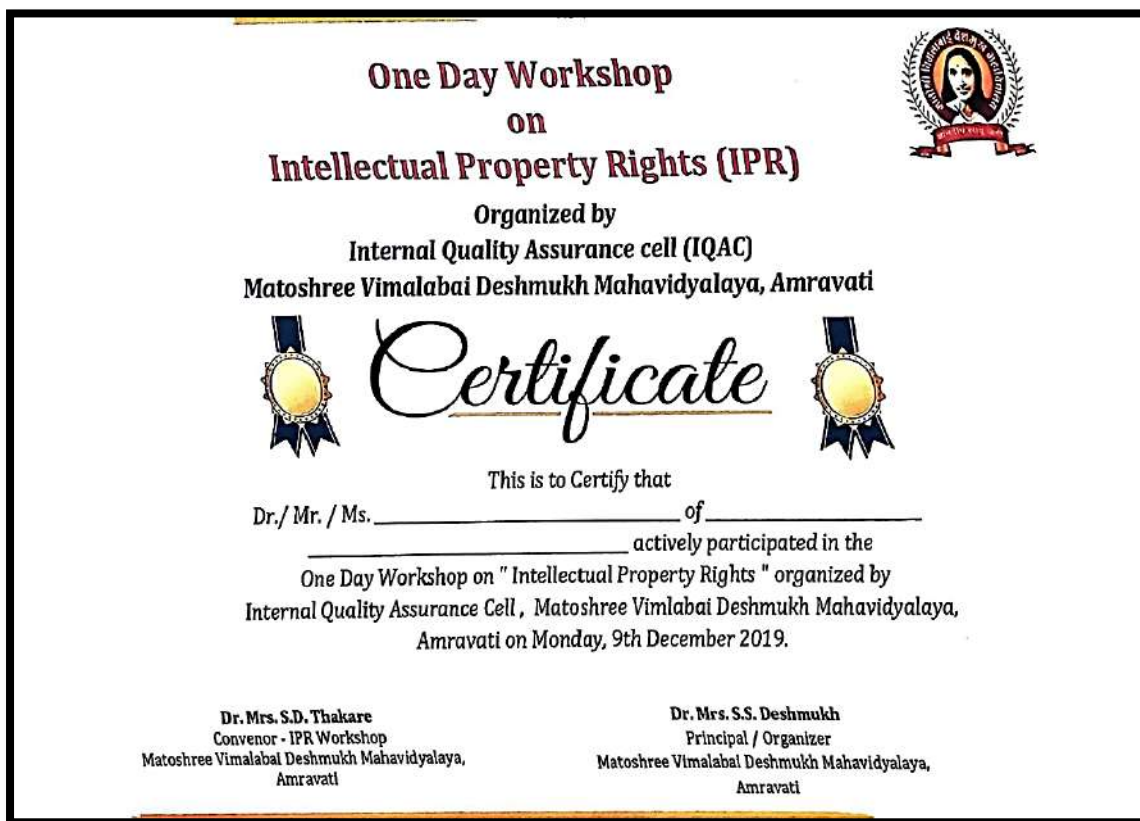 One Day Workshop
on
Intellectual Property Rights (IPR)
Organized by
Internal Quality Assurance cell (IQAC)
Matoshree Vimalabai Deshmukh Mahavidyalaya, Amravati
Certificate
This is to Certify that
Dr./ Mr. / Ms. ____________________ of ____________________
____________________ actively participated in the
One Day Workshop on " Intellectual Property Rights " organized by
Internal Quality Assurance Cell , Matoshree Vimlabai Deshmukh Mahavidyalaya,
Amravati on Monday, 9th December 2019.
Dr. Mrs. S.D. Thakare
Convenor - IPR Workshop
Matoshree Vimalabai Deshmukh Mahavidyalaya,
Amravati
Dr. Mrs. S.S. Deshmukh
Principal / Organizer
Matoshree Vimalabai Deshmukh Mahavidyalaya,
Amravati